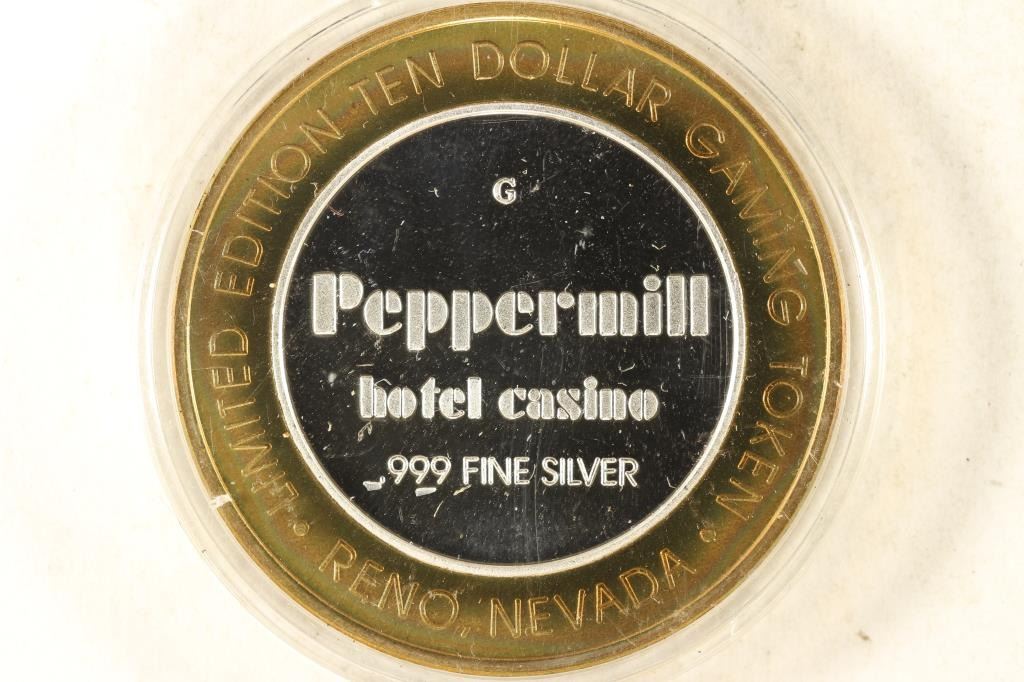 LIMITED EDITION TEN DOLLAR GAMING TOKEN
G
Peppermill
hotel casino
.999 FINE SILVER
• RENO, NEVADA •